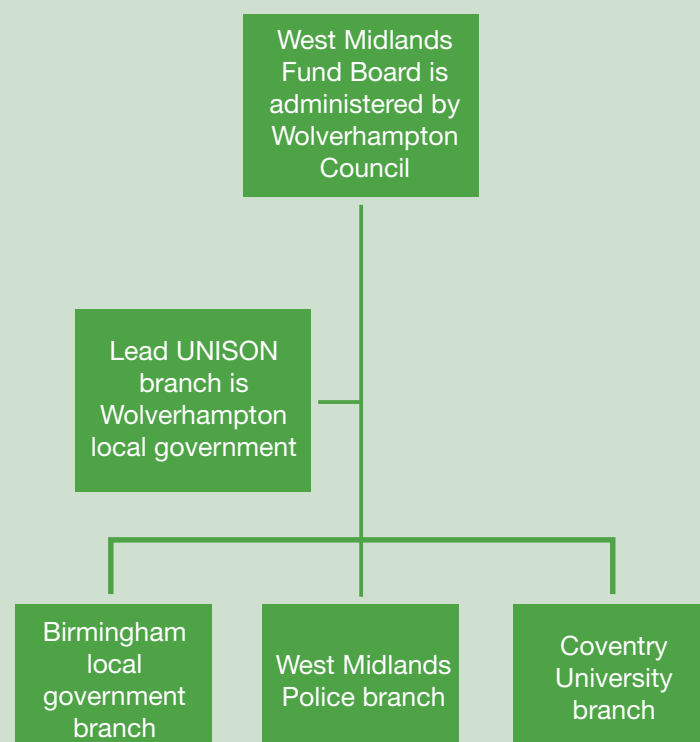 West Midlands
Fund Board is
administered by
Wolverhampton
Council
Lead UNISON
branch is
Wolverhampton
local government
Birmingham
local
government
branch
West Midlands
Police branch
Coventry
University
branch